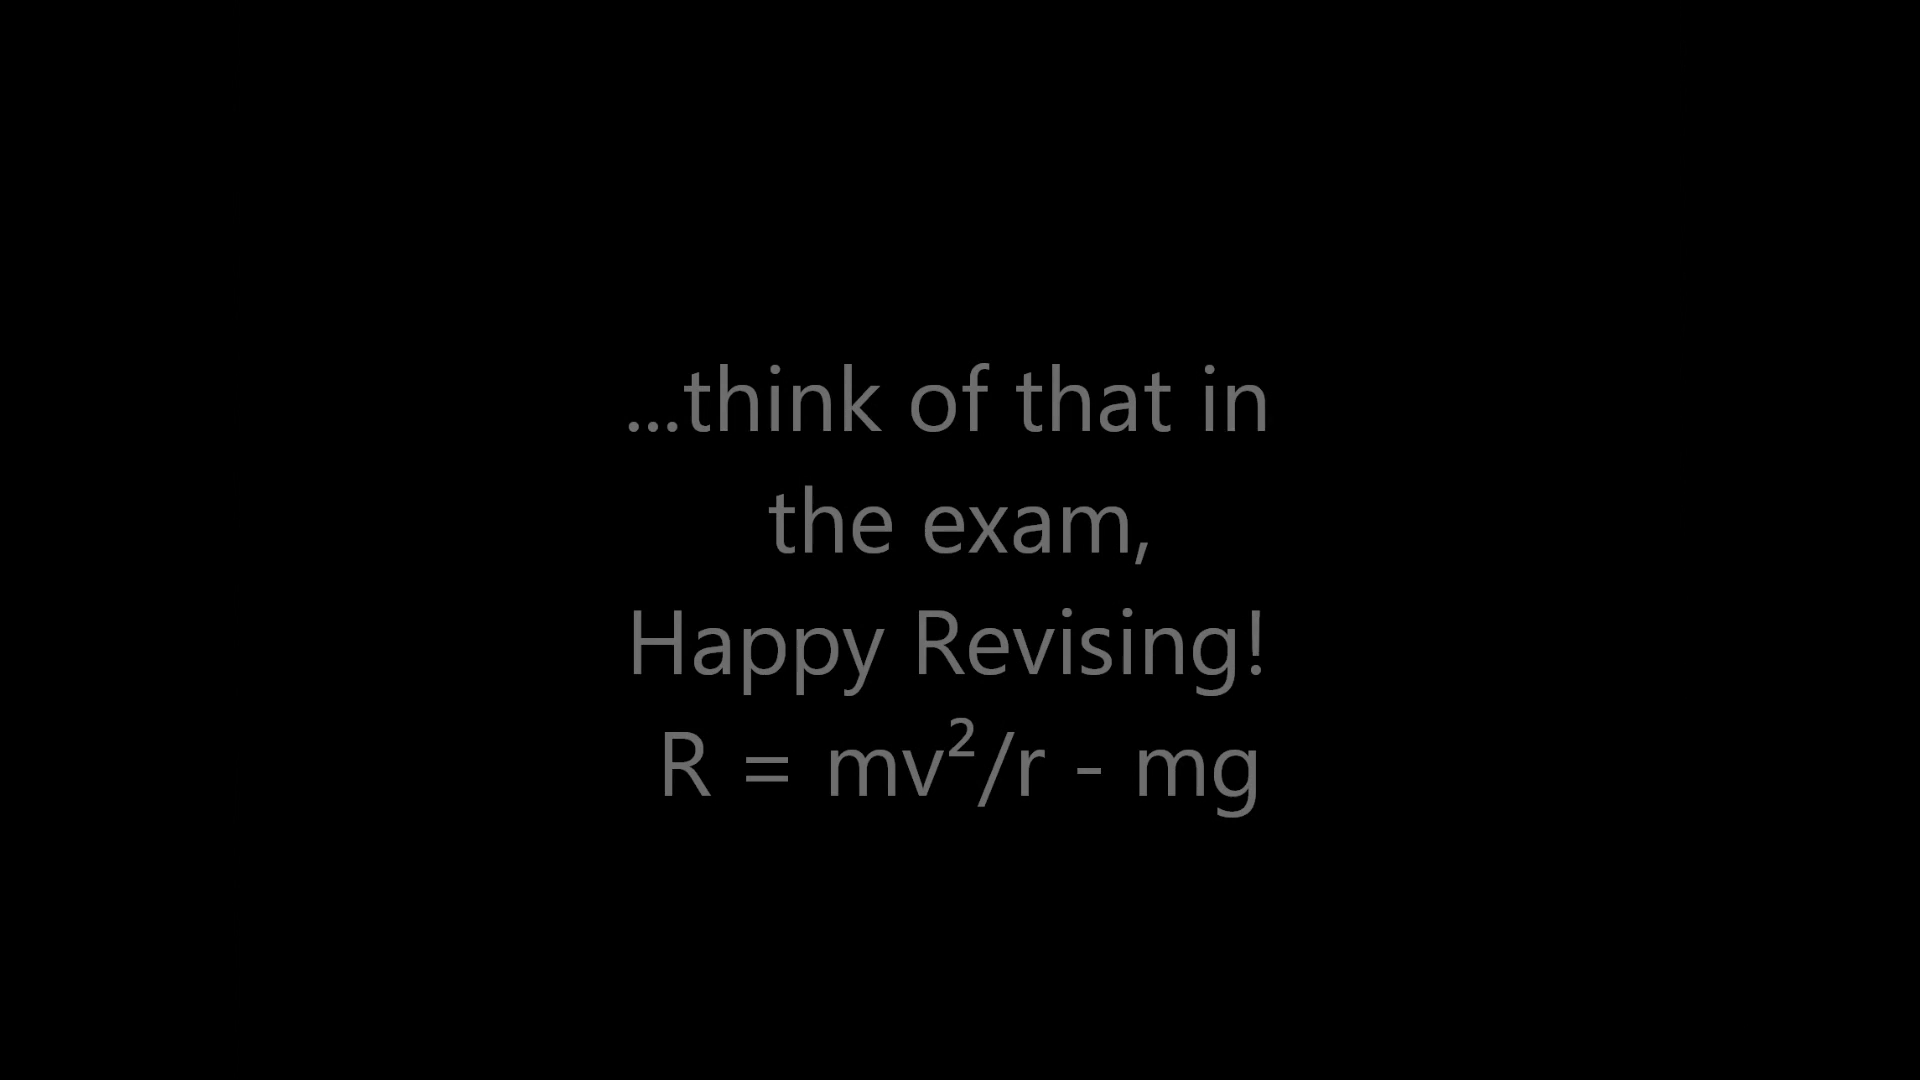 ...think of that in
the exam,
Happy Revising!
R = mv²/r - mg